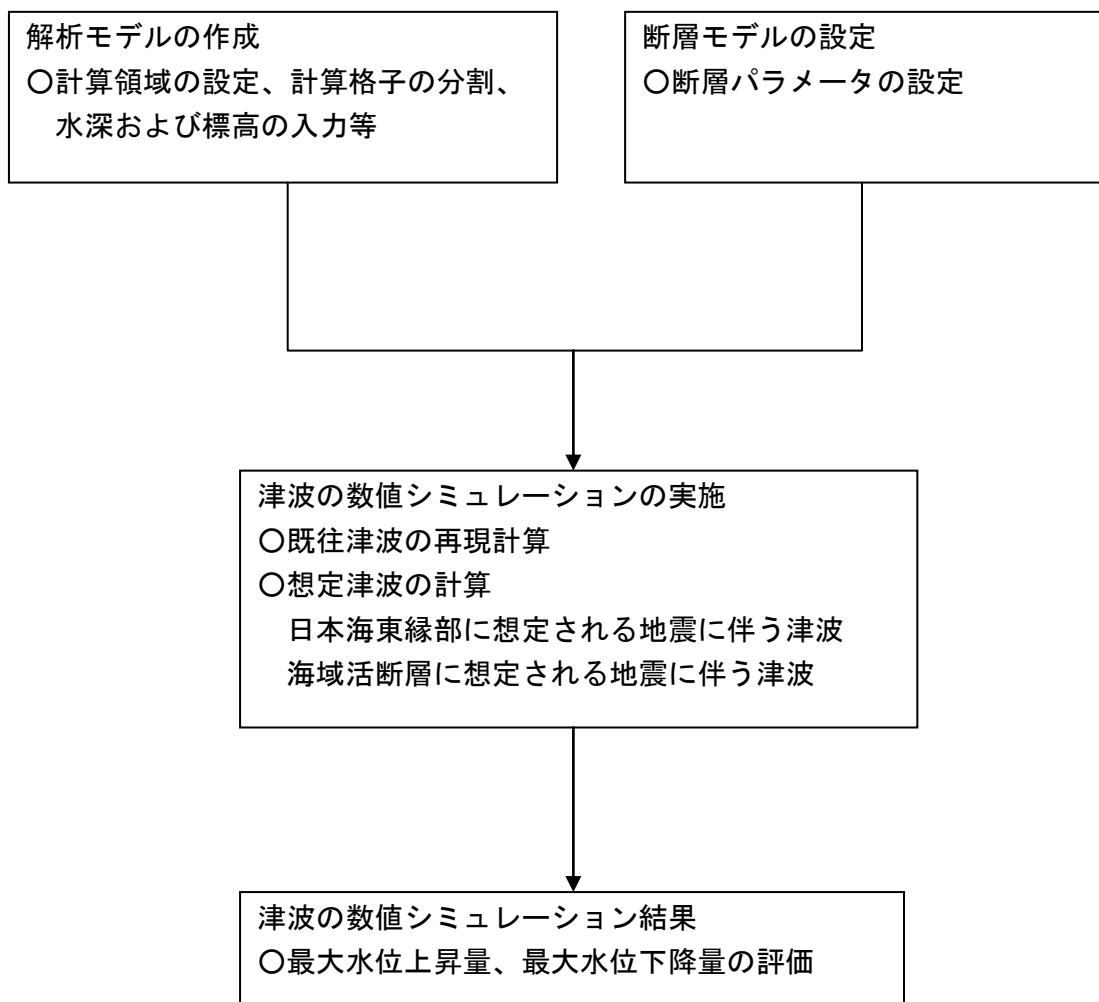 解析モデルの作成
〇計算領域の設定、計算格子の分割、
水深および標高の入力等
断層モデルの設定
〇断層パラメータの設定
津波の数値シミュレーションの実施
〇既往津波の再現計算
〇想定津波の計算
日本海東縁部に想定される地震に伴う津波
海域活断層に想定される地震に伴う津波
津波の数値シミュレーション結果
〇最大水位上昇量、最大水位下降量の評価